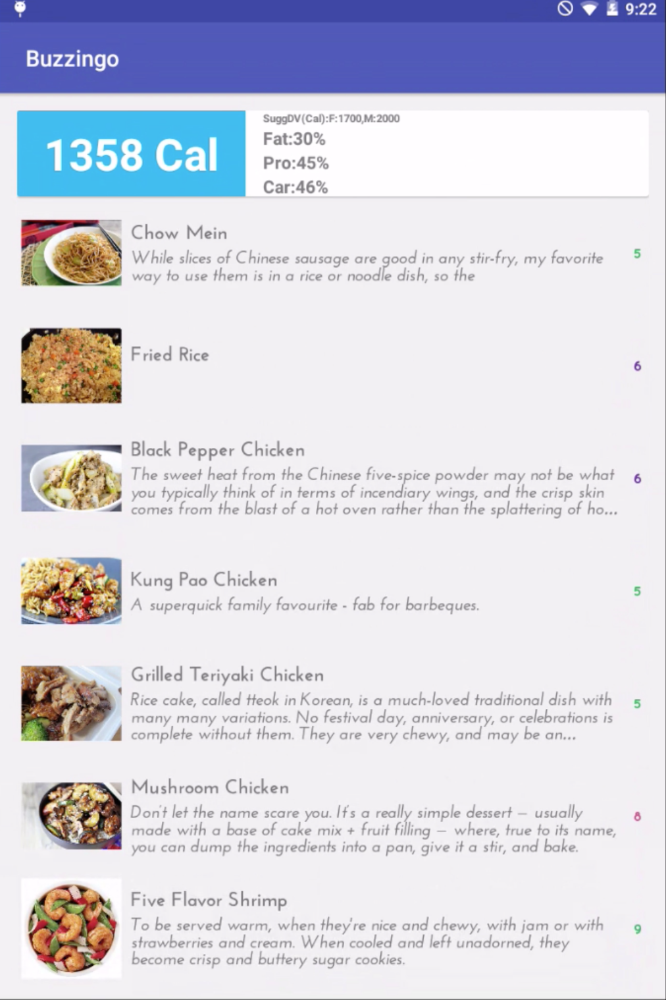 9:22
Buzzingo
1358 Cal
SuggDV(Cal):F:1700,M:2000
Fat:30%
Pro:45%
Car:46%
Chow Mein
While slices of Chinese sausage are good in any stir-fry, my favorite
way to use them is in a rice or noodle dish, so the
5
Fried Rice
6
Black Pepper Chicken
The sweet heat from the Chinese five-spice powder may not be what
you typically think of in terms of incendiary wings, and the crisp skin
comes from the blast of a hot oven rather than the splattering of ho...
6
Kung Pao Chicken
A superquick family favourite - fab for barbeques.
5
Grilled Teriyaki Chicken
Rice cake, called tteok in Korean, is a much-loved traditional dish with
many many variations. No festival day, anniversary, or celebrations is
complete without them. They are very chewy, and may be an...
5
Mushroom Chicken
Don't let the name scare you. It's a really simple dessert – usually
made with a base of cake mix + fruit filling – where, true to its name,
you can dump the ingredients into a pan, give it a stir, and bake.
8
Five Flavor Shrimp
To be served warm, when they're nice and chewy, with jam or with
strawberries and cream. When cooled and left unadorned, they
become crisp and buttery sugar cookies.
9